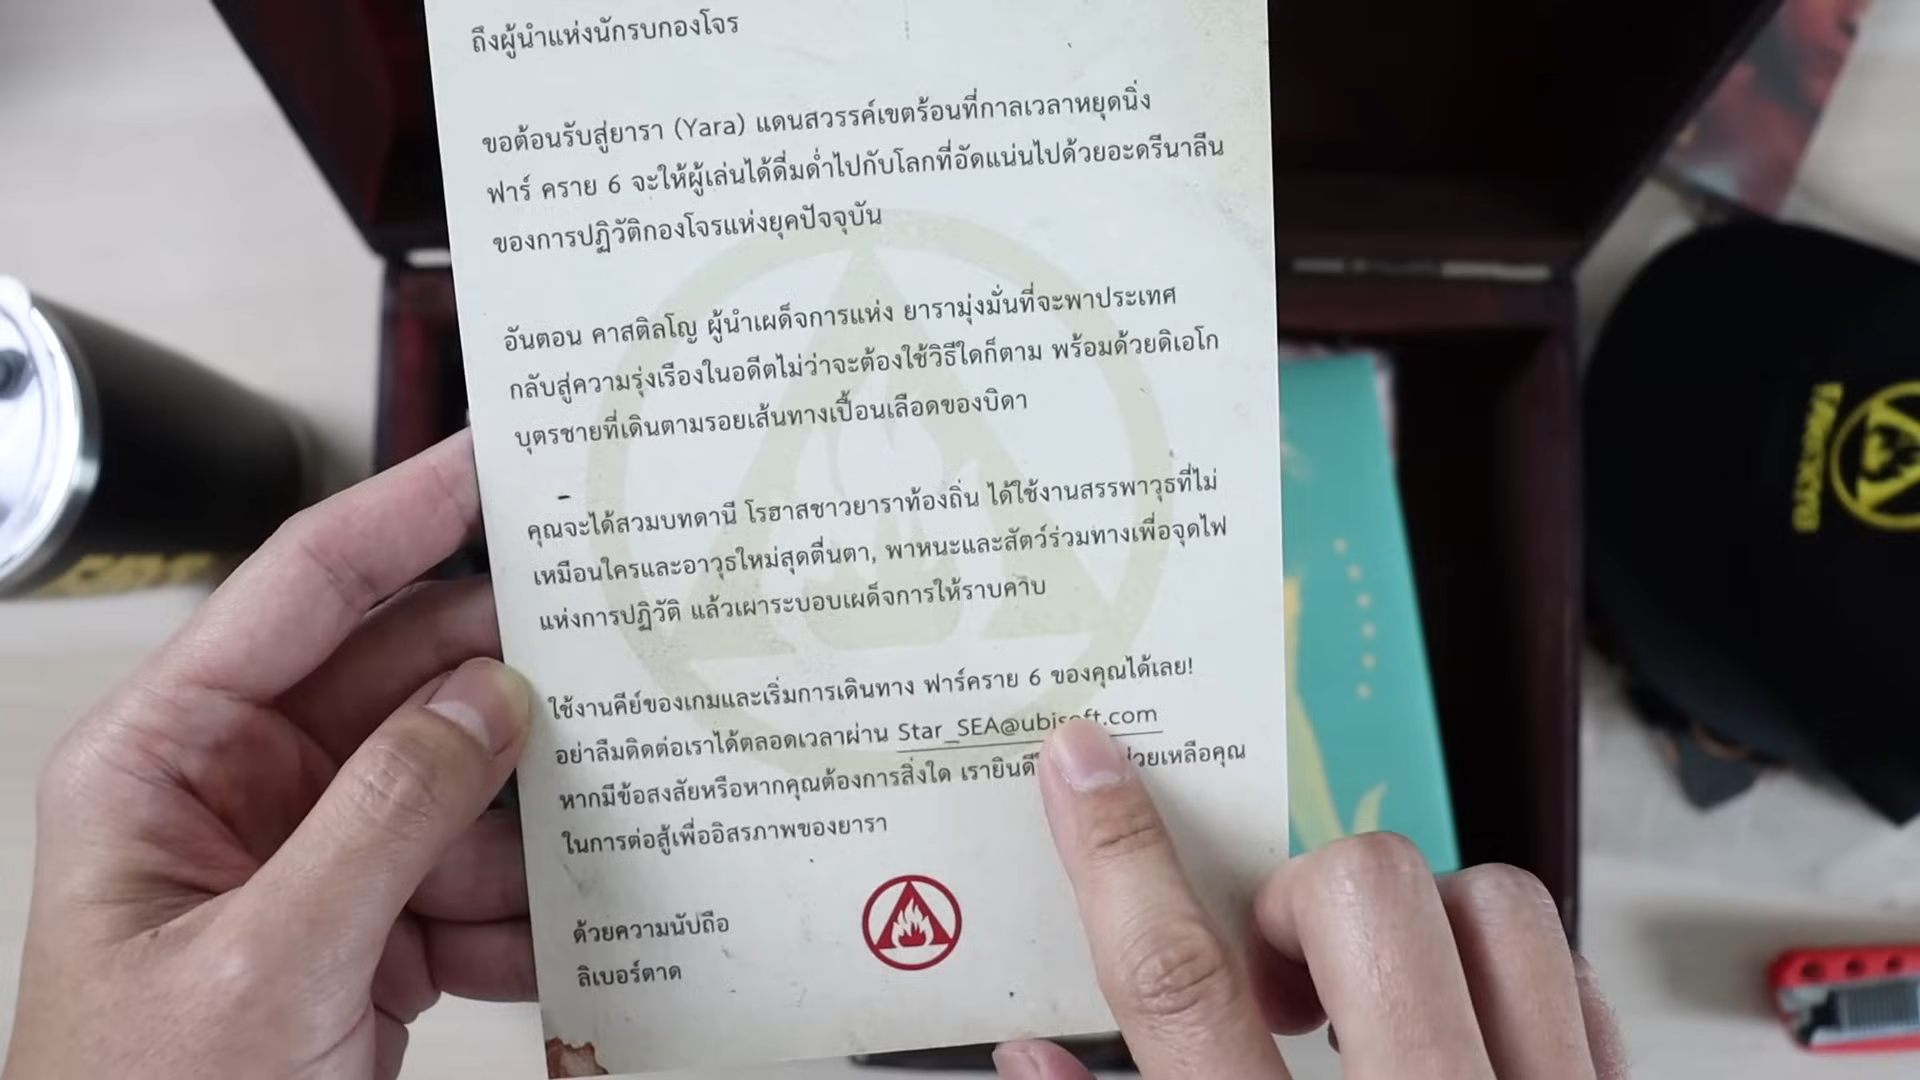 ถึงผู้นำแห่งนักรบกองโจร
ขอต้อนรับสู่ยารา (Yara) แดนสวรรค์เขตร้อนที่กาลเวลาหยุดนิ่ง
ฟาร์ คราย 6 จะให้ผู้เล่นได้ดื่มด่ำไปกับโลกที่อัดแน่นไปด้วยอะดรีนาลีน
ของการปฏิวัติกองโจรแห่งยุคปัจจุบัน
อันตอน คาสติลโญ ผู้นำเผด็จการแห่ง ยารามุ่งมั่นที่จะพาประเทศ
กลับสู่ความรุ่งเรืองในอดีตไม่ว่าจะต้องใช้วิธีใดก็ตาม พร้อมด้วยดิเอโก
บุตรชายที่เดินตามรอยเส้นทางเปื้อนเลือดของบิดา
คุณจะได้สวมบทดานี โรฮาสชาวยาราท้องถิ่น ได้ใช้งานสรรพาวุธที่ไม่
เหมือนใครและอาวุธใหม่สุดตื่นตา, พาหนะและสัตว์ร่วมทางเพื่อจุดไฟ
แห่งการปฏิวัติ แล้วเผาระบอบเผด็จการให้ราบคาบ
ใช้งานคีย์ของเกมและเริ่มการเดินทาง ฟาร์คราย 6 ของคุณได้เลย!
อย่าลืมติดต่อเราได้ตลอดเวลาผ่าน Star_SEA@ubisoft.com
หากมีข้อสงสัยหรือหากคุณต้องการสิ่งใด เรายินดี ช่วยเหลือคุณ
ในการต่อสู้เพื่ออิสรภาพของยารา
ด้วยความนับถือ
ลิเบอร์ตาด